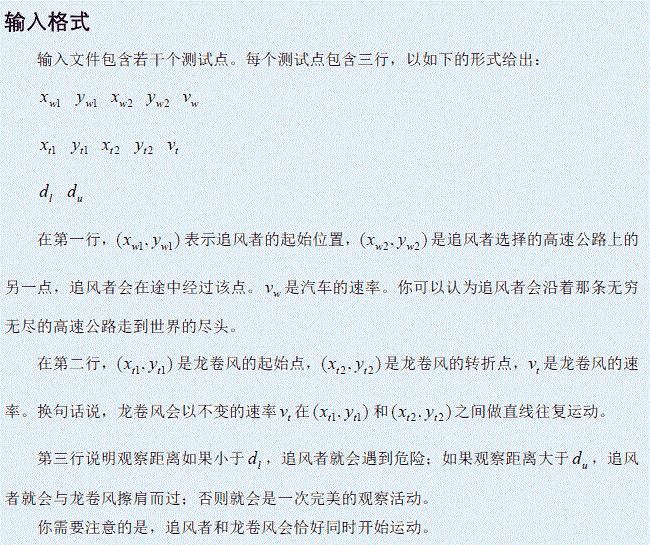 输入格式
输入文件包含若干个测试点。每个测试点包含三行，以如下的形式给出：
x_{w1} y_{w1} x_{w2} y_{w2} v_w
x_{t1} y_{t1} x_{t2} y_{t2} v_t
d_l d_u
在第一行，(x_{w1}, y_{w1})表示追风者的起始位置，(x_{w2}, y_{w2})是追风者选择的高速公路上的
另一点，追风者会在途中经过该点。v_w是汽车的速率。你可以认为追风者会沿着那条无穷
无尽的高速公路走到世界的尽头。
在第二行，(x_{t1}, y_{t1})是龙卷风的起始点，(x_{t2}, y_{t2})是龙卷风的转折点，v_t是龙卷风的速
率。换句话说，龙卷风会以不变的速率v_t在(x_{t1}, y_{t1})和(x_{t2}, y_{t2})之间做直线往复运动。
第三行说明观察距离如果小于d_l，追风者就会遇到危险；如果观察距离大于d_u，追风
者就会与龙卷风擦肩而过；否则就会是一次完美的观察活动。
你需要注意的是，追风者和龙卷风会恰好同时开始运动。